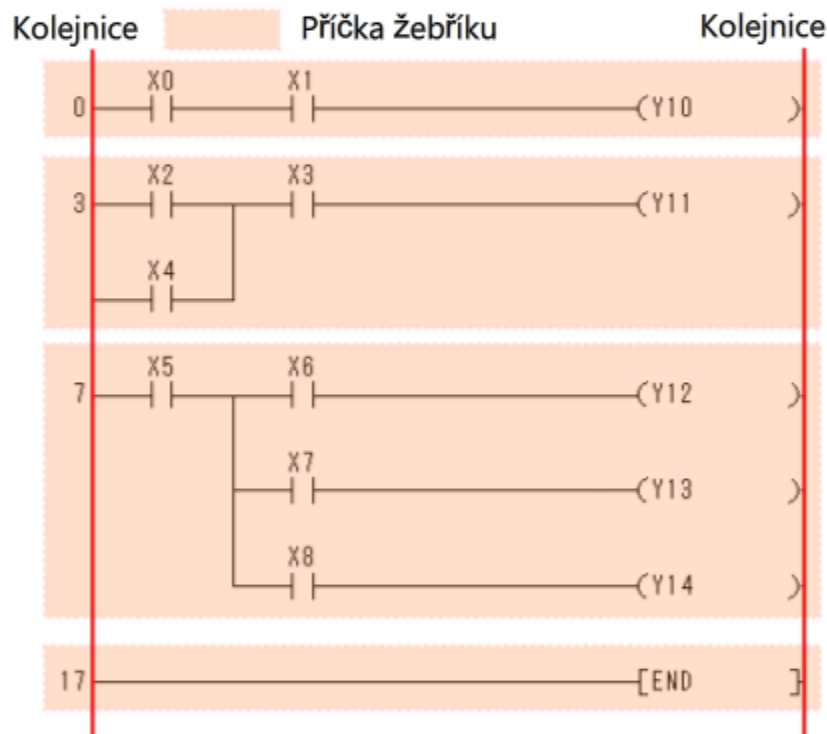 Kolejnice Příčka žebříku Kolejnice
X0 X1
0 (Y10 )
X2 X3
3 (Y11 )
X4
X5 X6
7 (Y12 )
X7
(Y13 )
X8
(Y14 )
17 [END ]